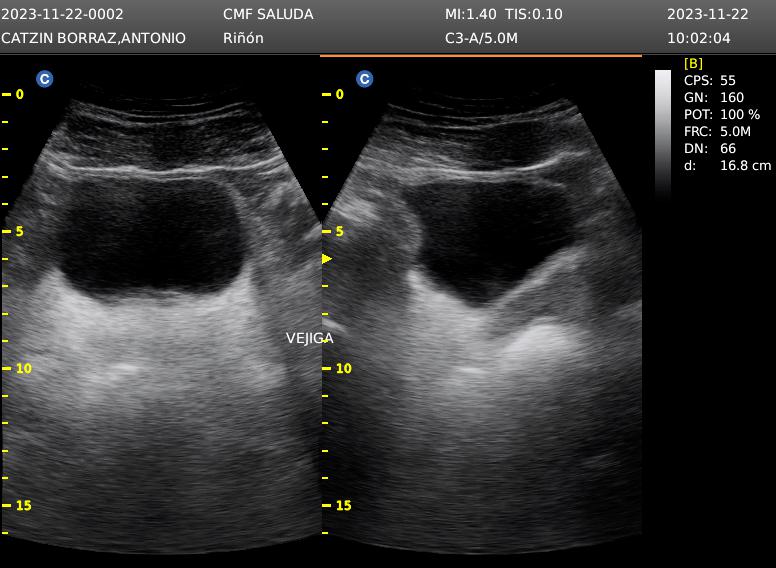 2023-11-22-0002 CMF SALUDA MI:1.40 TIS:0.10 2023-11-22
CATZIN BORRAZ,ANTONIO Riñón C3-A/5.0M 10:02:04
C
0
5
10
15
C
0
5
10
15
VEJIGA
[B]
CPS: 55
GN: 160
POT: 100 %
FRC: 5.0M
DN: 66
d: 16.8 cm